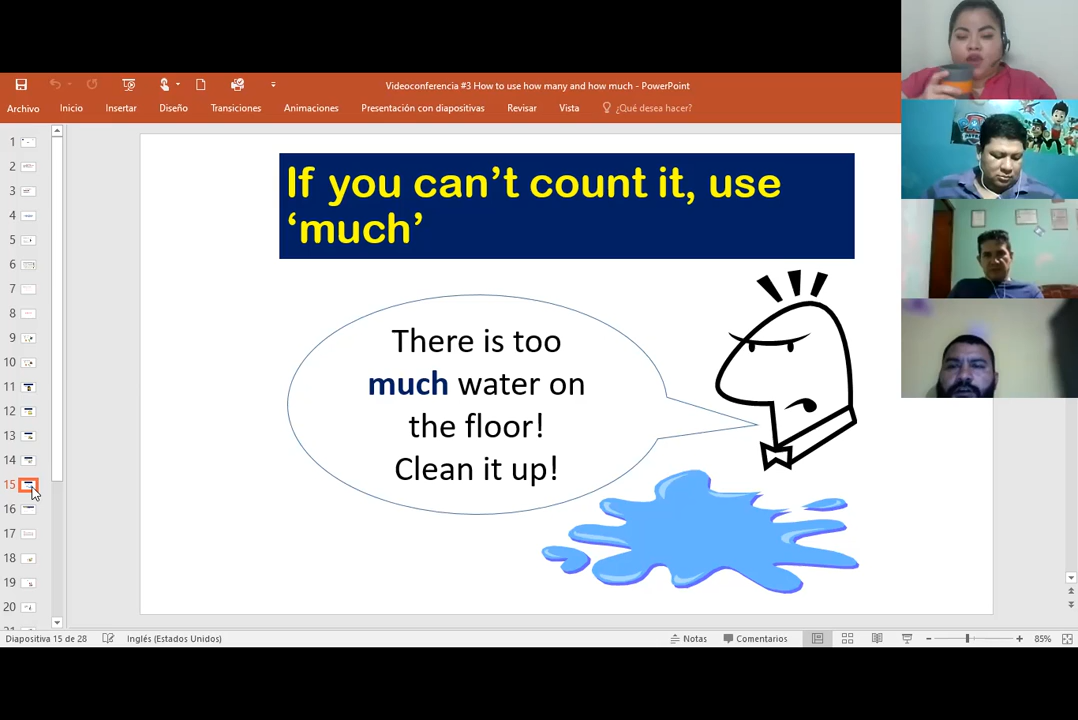 Videoconferencia #3 How to use how many and how much - PowerPoint
Archivo Inicio Insertar Diseño Transiciones Animaciones Presentación con diapositivas Revisar Vista ¿Qué desea hacer?
1
2
3
4
5
6
7
8
9
10
11
12
13
14
15
16
17
18
19
20
If you can’t count it, use
‘much’
There is too
much water on
the floor!
Clean it up!
Diapositiva 15 de 28 Inglés (Estados Unidos) Notas Comentarios 85%